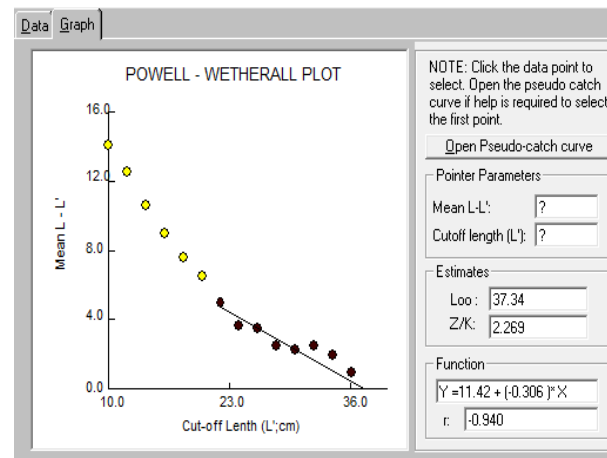 Data Graph
POWELL - WETHERALL PLOT
16.0
12.0
8.0
4.0
0.0
Mean L - L'
10.0 23.0 36.0
Cut-off Lenth (L';cm)
NOTE: Click the data point to
select. Open the pseudo catch
curve if help is required to select
the first point.
Open Pseudo-catch curve
Pointer Parameters
Mean L-L': ?
Cutoff length (L'): ?
Estimates
Loo : 37.34
Z/K: 2.269
Function
Y =11.42 + (-0.306 )* X
r: -0.940